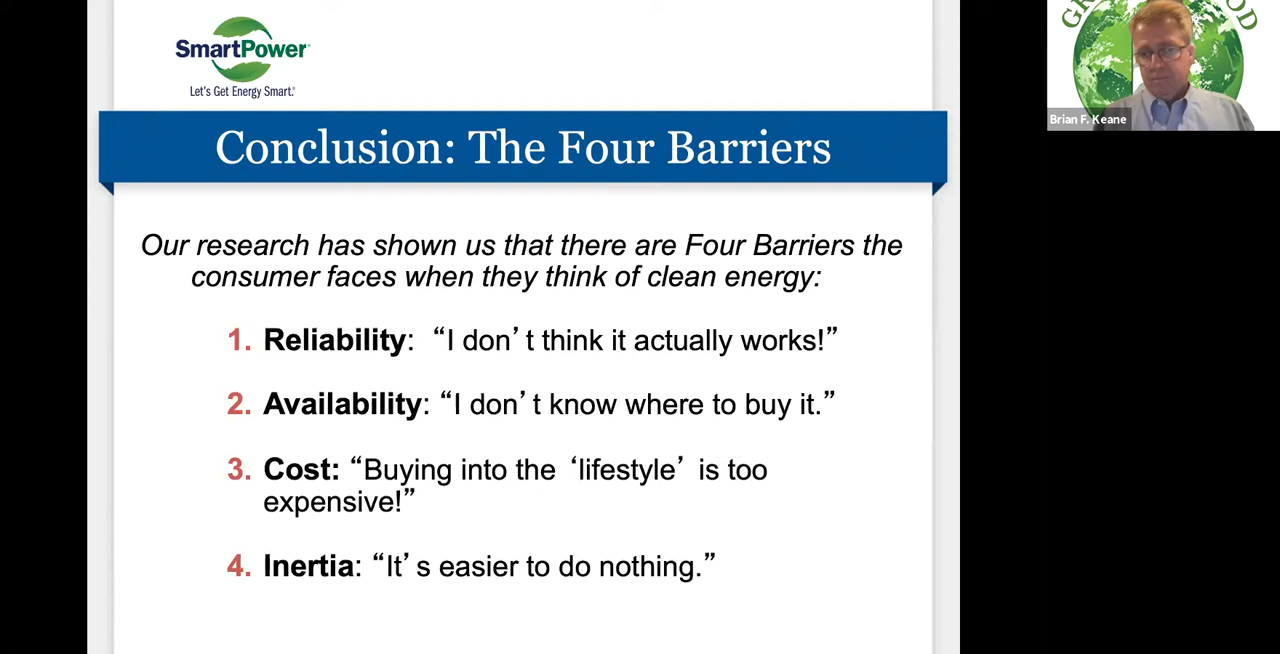 SmartPower®
Let's Get Energy Smart.®
Conclusion: The Four Barriers
Our research has shown us that there are Four Barriers the
consumer faces when they think of clean energy:
1. Reliability: “I don’t think it actually works!”
2. Availability: “I don’t know where to buy it.”
3. Cost: “Buying into the ‘lifestyle’ is too
expensive!”
4. Inertia: “It’s easier to do nothing.”
Brian F. Keane